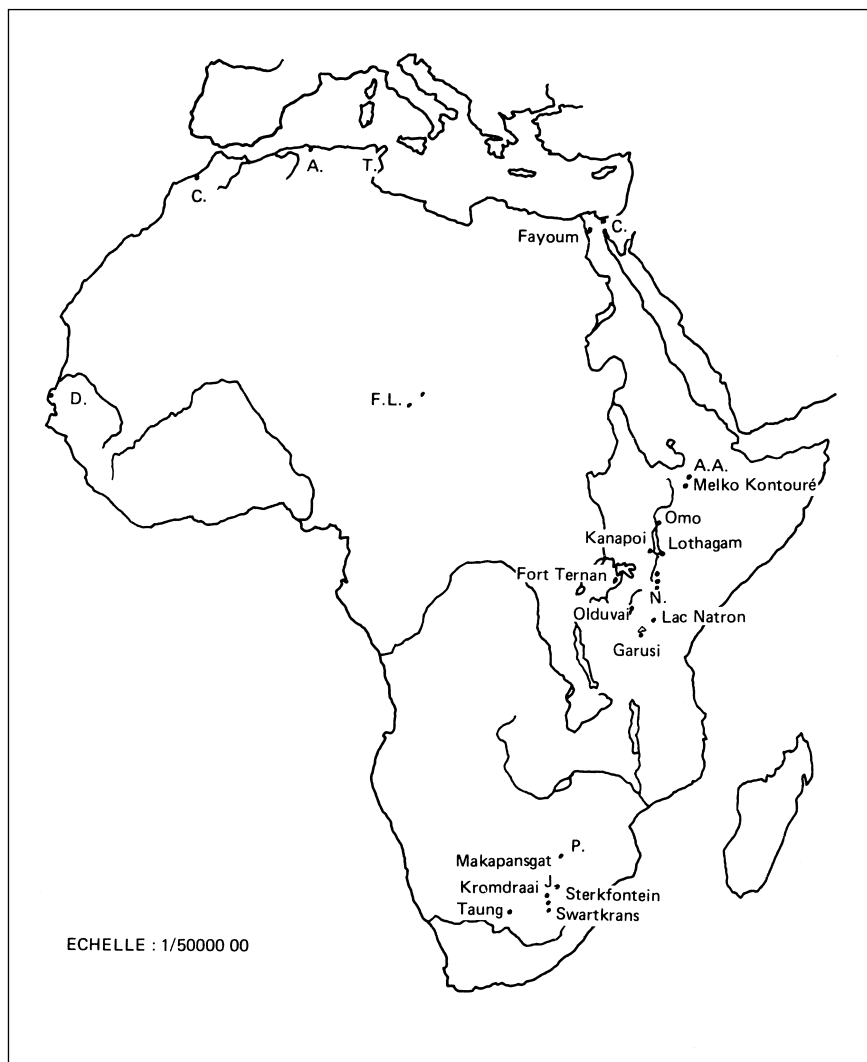 A.
T.
C.
C.
Fayoum
D.
F.L.
A.A.
Melko Kontouré
Omo
Kanapoi
Lothagam
Fort Ternan
N.
Olduvai
Lac Natron
Garusi
P.
Makapansgat
J
Kromdraai
Sterkfontein
Taung
Swartkrans
ECHELLE : 1/50000 00